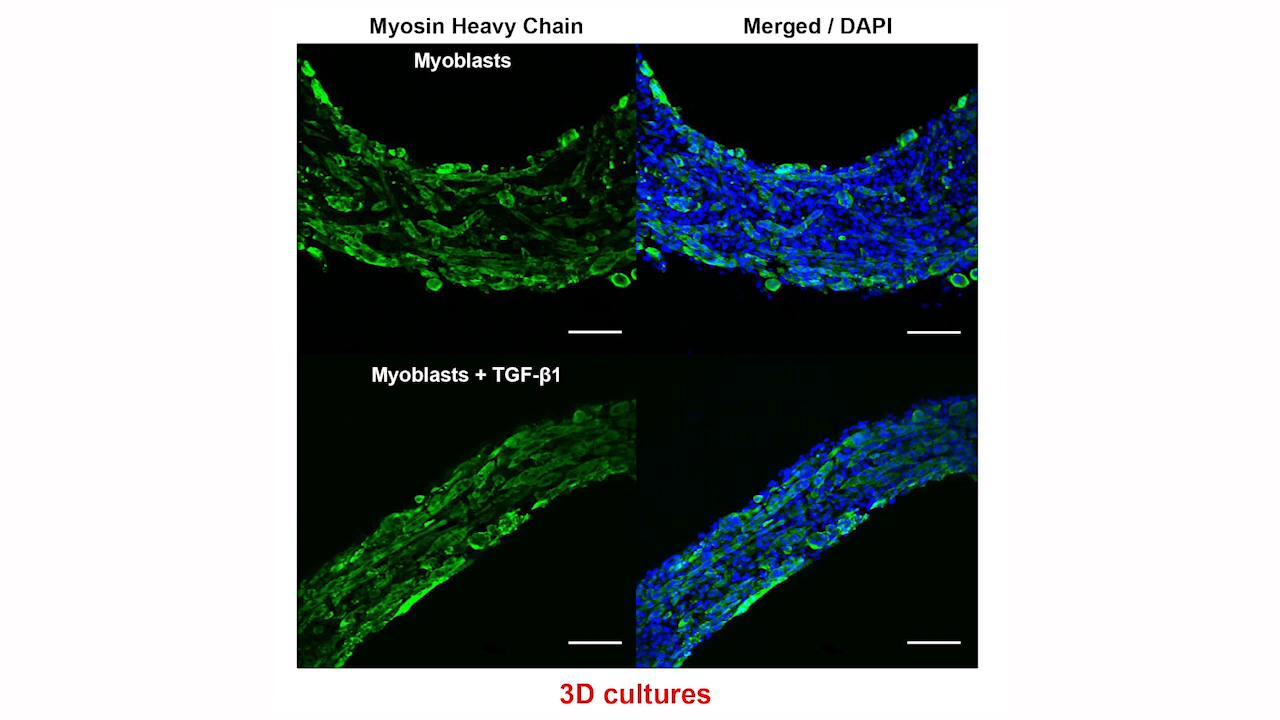 Myosin Heavy Chain
Merged / DAPI
Myoblasts
Myoblasts + TGF-β1
3D cultures